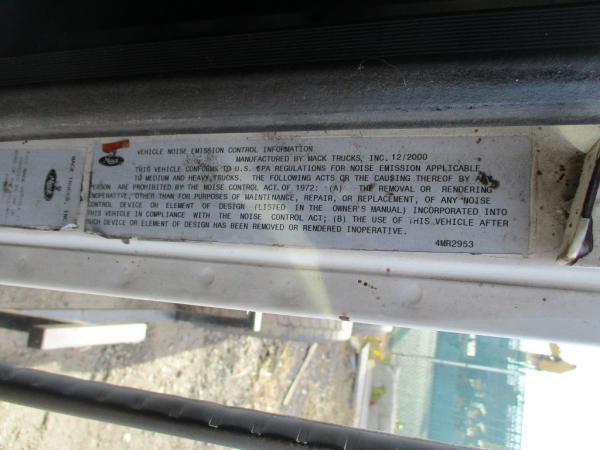 Mack
VEHICLE NOISE EMISSION CONTROL INFORMATION
MANUFACTURED BY MACK TRUCKS, INC. 12/2000
THIS VEHICLE CONFORMS TO U.S. EPA REGULATIONS FOR NOISE EMISSION APPLICABLE
TO MEDIUM AND HEAVY TRUCKS. THE FOLLOWING ACTS OR THE CAUSING THEREOF BY ANY
PERSON ARE PROHIBITED BY THE NOISE CONTROL ACT OF 1972: (A) THE REMOVAL OR RENDERING
INOPERATIVE, OTHER THAN FOR PURPOSES OF MAINTENANCE, REPAIR, OR REPLACEMENT, OF ANY NOISE
CONTROL DEVICE OR ELEMENT OF DESIGN (LISTED IN THE OWNER'S MANUAL) INCORPORATED INTO
THIS VEHICLE IN COMPLIANCE WITH THE NOISE CONTROL ACT; (B) THE USE OF THIS VEHICLE AFTER
SUCH DEVICE OR ELEMENT OF DESIGN HAS BEEN REMOVED OR RENDERED INOPERATIVE.
4MR2953